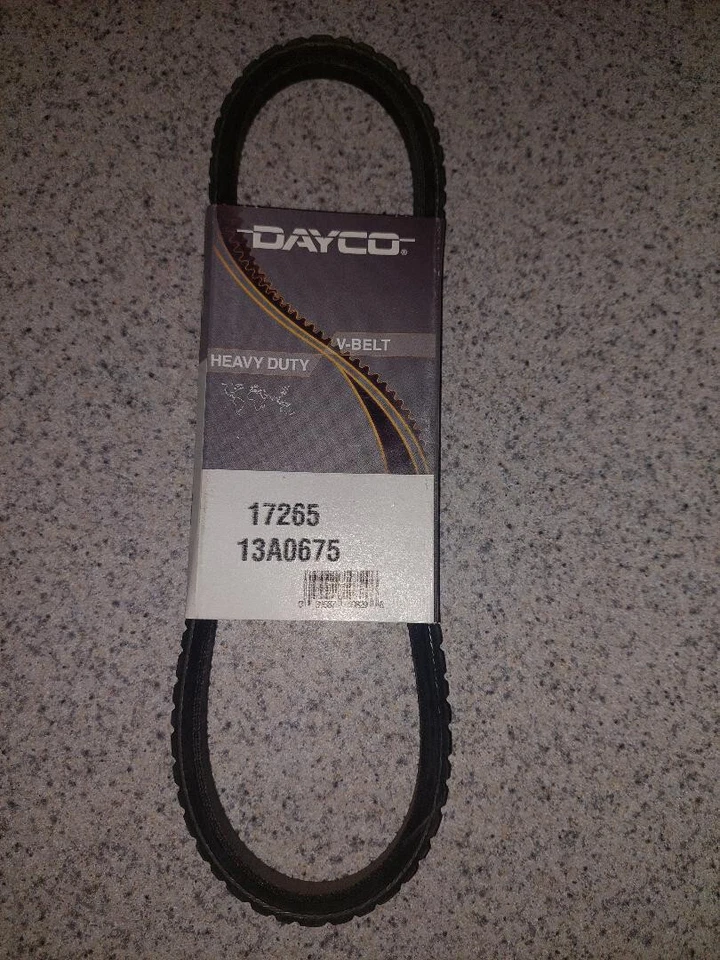 DAYCO®
V-BELT
HEAVY DUTY
17265
13A0675